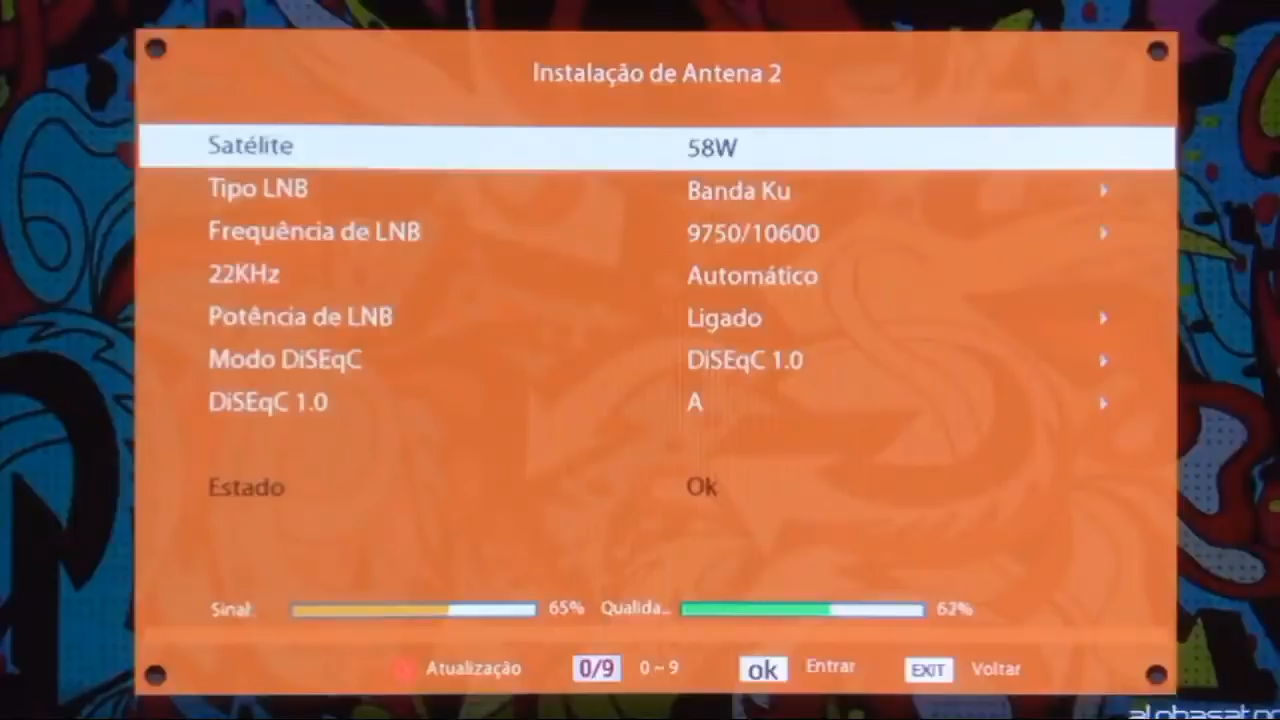 Instalação de Antena 2
Satélite 58W
Tipo LNB Banda Ku
Frequência de LNB 9750/10600
22KHz Automático
Potência de LNB Ligado
Modo DiSEqC DiSEqC 1.0
DiSEqC 1.0 A
Estado Ok
Sinal 65% Qualida... 62%
Atualização 0/9 0~9 ok Entrar EXIT Voltar